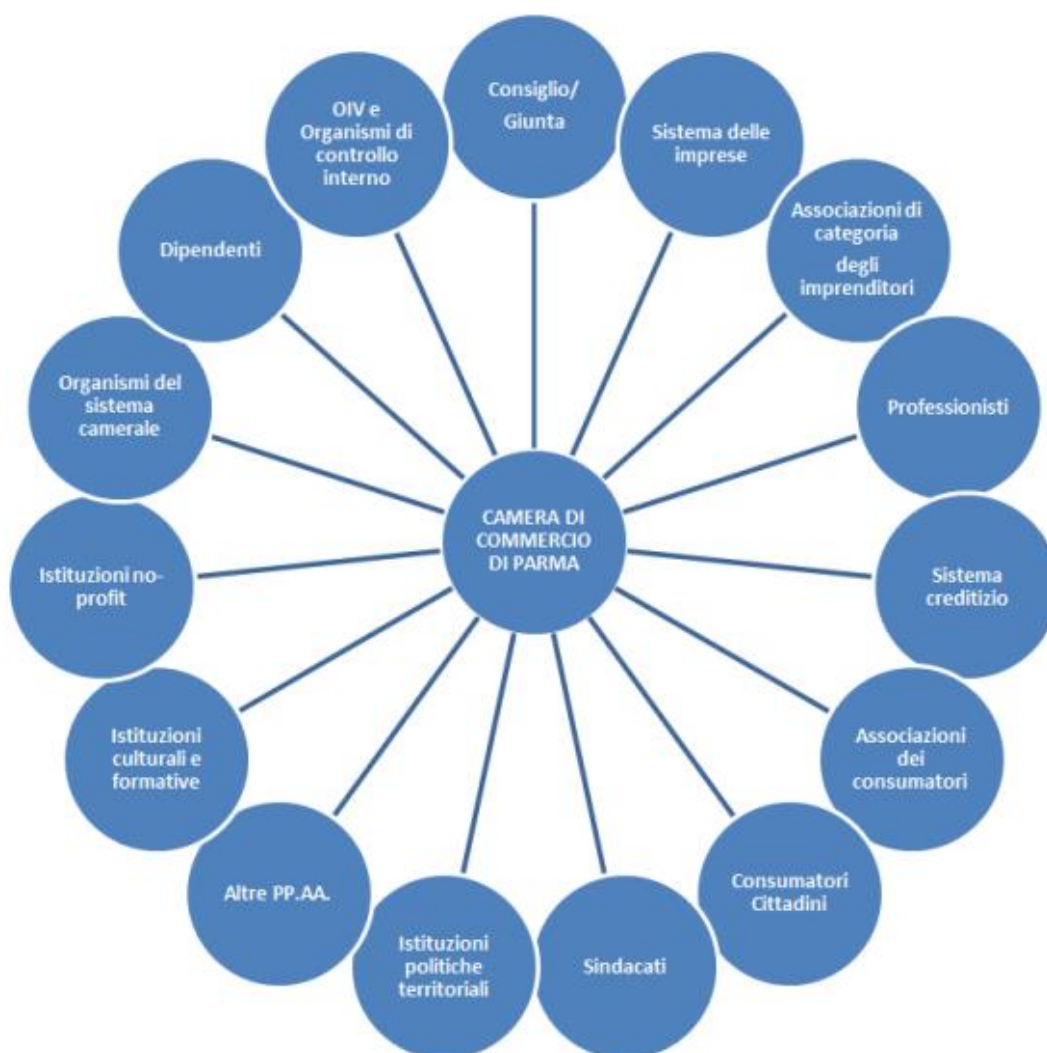 Consiglio/
Giunta
Sistema delle
imprese
Associazioni di
categoria
degli
imprenditori
Professionisti
Sistema
creditizio
Associazioni
dei
consumatori
Consumatori
Cittadini
Sindacati
Istituzioni
politiche
territoriali
Altre PP.AA.
Istituzioni
culturali e
formative
Istituzioni no-
profit
Organismi del
sistema
camerale
Dipendenti
OIV e
Organismi di
controllo
interno
CAMERA DI
COMMERCIO
DI PARMA